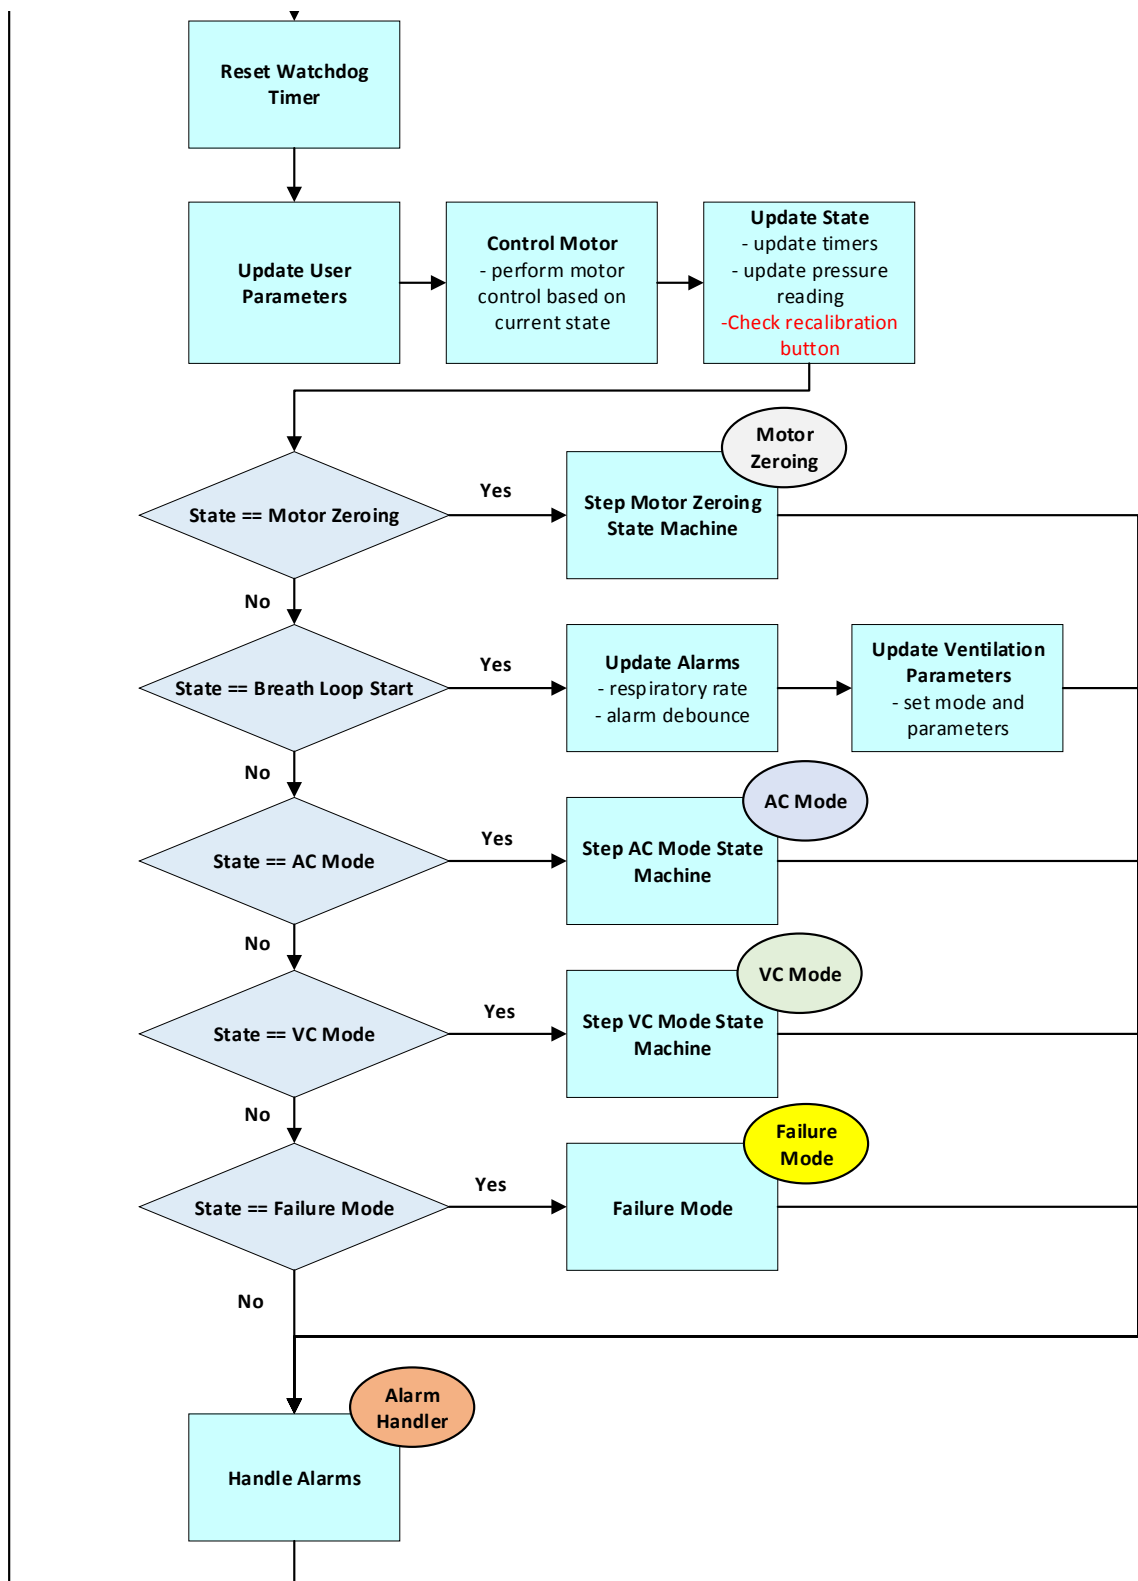 Reset Watchdog
Timer
Update User
Parameters
Control Motor
- perform motor
control based on
current state
Update State
- update timers
- update pressure
reading
-Check recalibration
button
Motor
Zeroing
State == Motor Zeroing
Yes
Step Motor Zeroing
State Machine
No
State == Breath Loop Start
Yes
Update Alarms
- respiratory rate
- alarm debounce
Update Ventilation
Parameters
- set mode and
parameters
No
AC Mode
State == AC Mode
Yes
Step AC Mode State
Machine
No
VC Mode
State == VC Mode
Yes
Step VC Mode State
Machine
No
Failure
Mode
State == Failure Mode
Yes
Failure Mode
No
Alarm
Handler
Handle Alarms